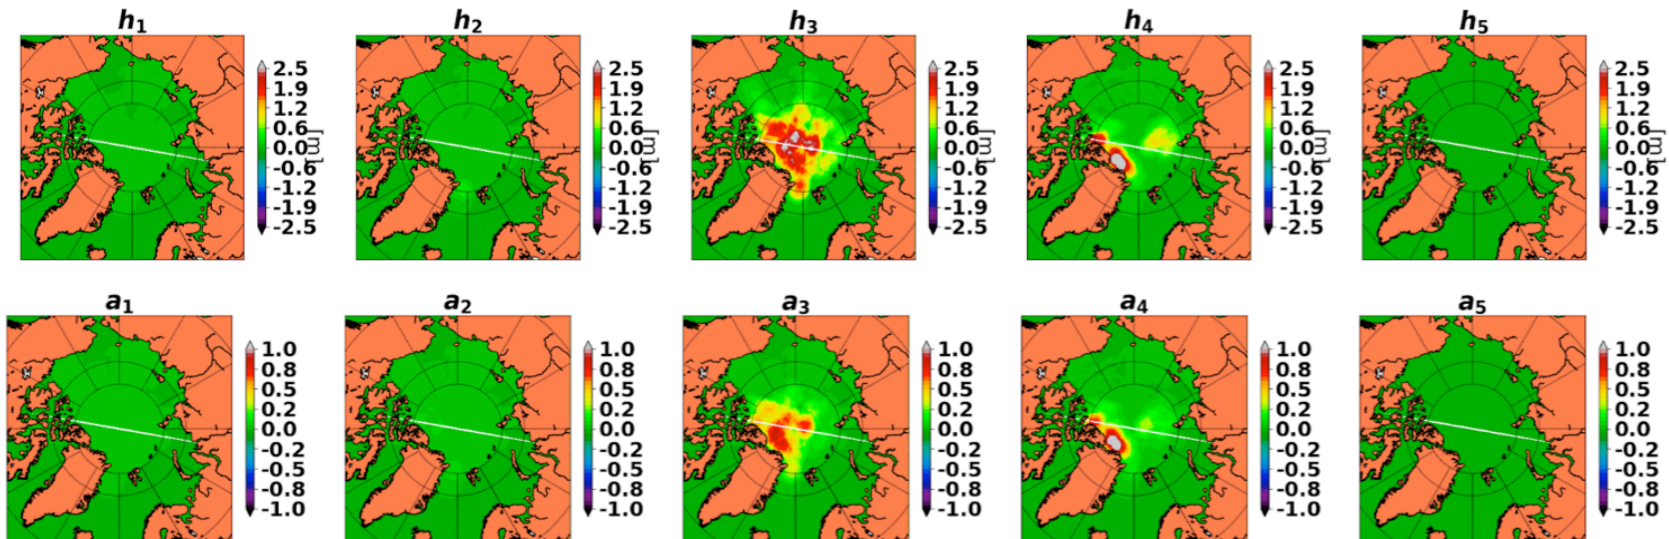 h1 h2 h3 h4 h5
2.5 2.5 2.5 2.5 2.5
1.9 1.9 1.9 1.9 1.9
1.2 1.2 1.2 1.2 1.2
0.6 0.6 0.6 0.6 0.6
0.0 0.0 0.0 0.0 0.0
[m] [m] [m] [m] [m]
-0.6 -0.6 -0.6 -0.6 -0.6
-1.2 -1.2 -1.2 -1.2 -1.2
-1.9 -1.9 -1.9 -1.9 -1.9
-2.5 -2.5 -2.5 -2.5 -2.5
a1 a2 a3 a4 a5
1.0 1.0 1.0 1.0 1.0
0.8 0.8 0.8 0.8 0.8
0.5 0.5 0.5 0.5 0.5
0.2 0.2 0.2 0.2 0.2
0.0 0.0 0.0 0.0 0.0
-0.2 -0.2 -0.2 -0.2 -0.2
-0.5 -0.5 -0.5 -0.5 -0.5
-0.8 -0.8 -0.8 -0.8 -0.8
-1.0 -1.0 -1.0 -1.0 -1.0